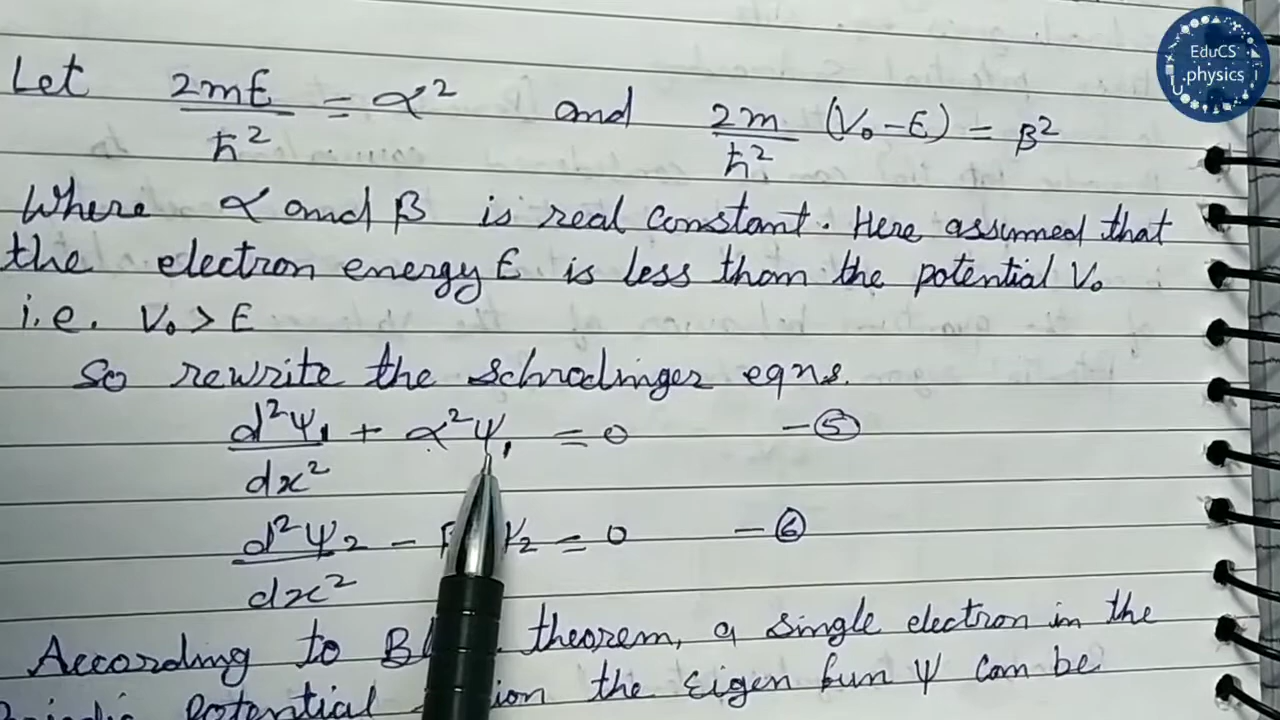 EduCS
physics
Let 2mE/ħ² = α² and 2m/ħ² (V₀-E) = β²
Where α and β is real constant. Here assumed that
the electron energy E is less than the potential V₀
i.e. V₀ > E
So rewrite the schrodinger eqns.
d²Ψ₁/dx² + α²Ψ₁ = 0 -⑤
d²Ψ₂/dx² - Ψ₂ = 0 -⑥
According to theorem, a single electron in the
potential the Eigen fun Ψ can be